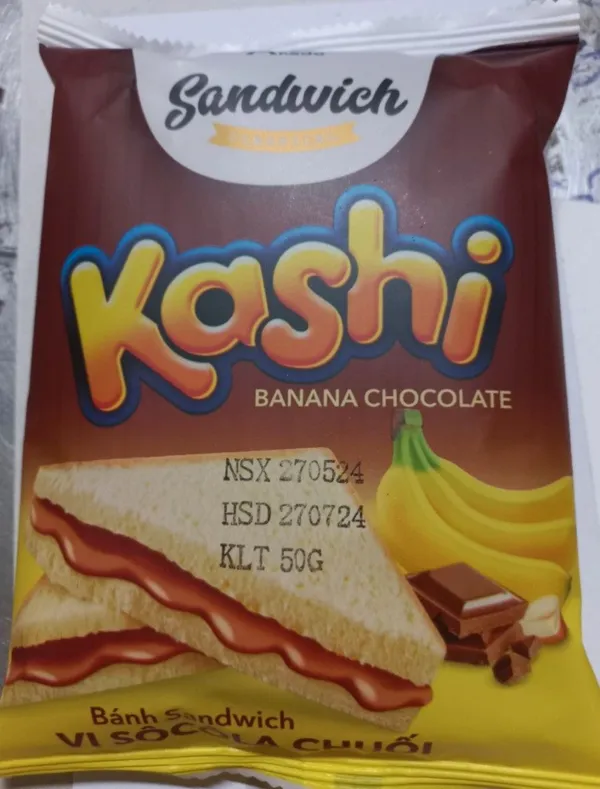 Sandwich
Kashi
BANANA CHOCOLATE
NSX 270524
HSD 270724
KLT 50G
Bánh Sandwich
VỊ SÔCÔLA CHUỐI